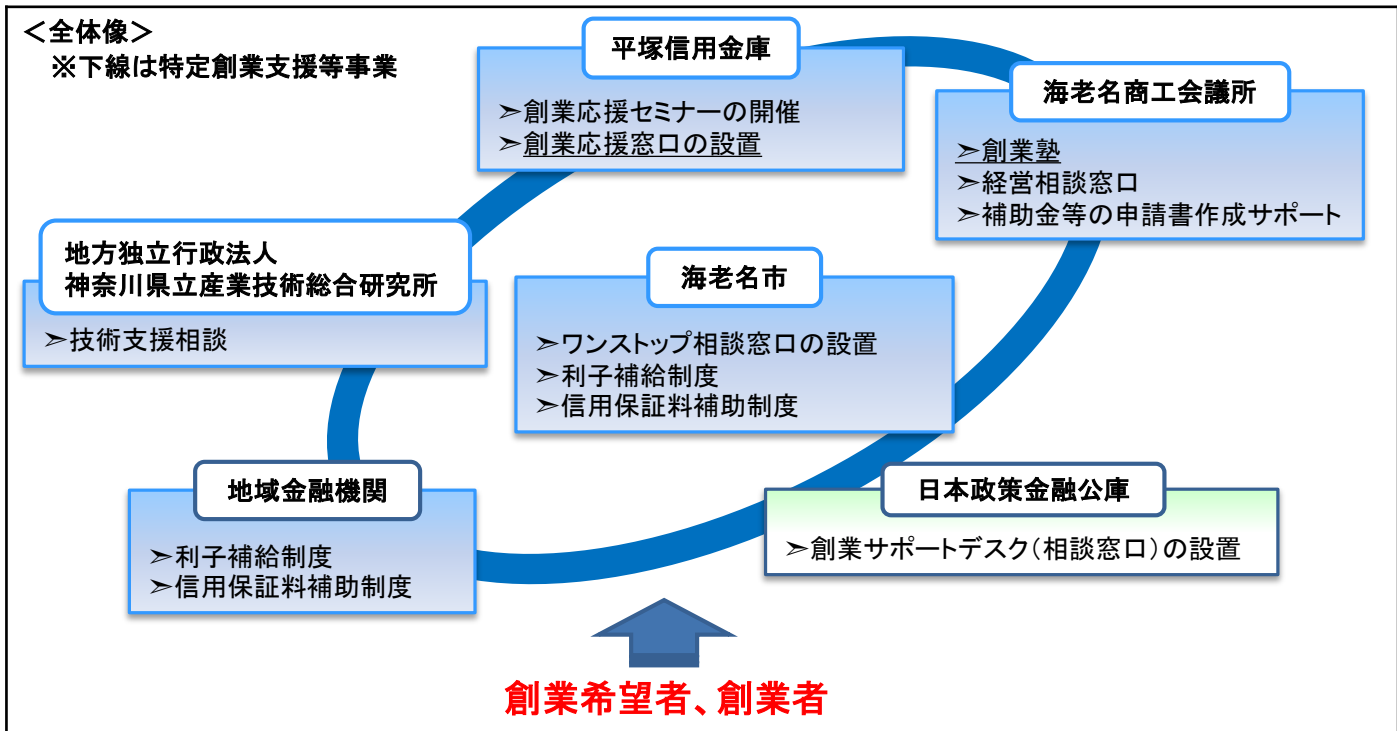 ＜全体像＞
※下線は特定創業支援等事業
平塚信用金庫
➢創業応援セミナーの開催
➢創業応援窓口の設置
海老名商工会議所
➢創業塾
➢経営相談窓口
➢補助金等の申請書作成サポート
地方独立行政法人
神奈川県立産業技術総合研究所
➢技術支援相談
海老名市
➢ワンストップ相談窓口の設置
➢利子補給制度
➢信用保証料補助制度
地域金融機関
➢利子補給制度
➢信用保証料補助制度
日本政策金融公庫
➢創業サポートデスク（相談窓口）の設置
創業希望者、創業者